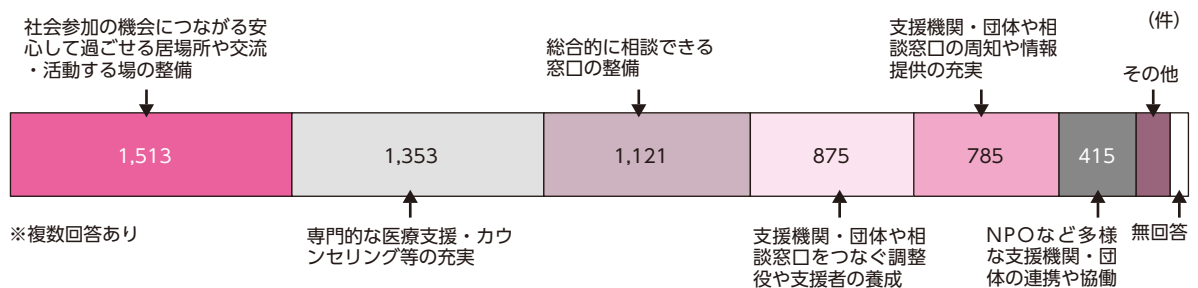 (件)
社会参加の機会につながる安
心して過ごせる居場所や交流
・活動する場の整備
総合的に相談できる
窓口の整備
支援機関・団体や相
談窓口の周知や情報
提供の充実
その他
1,513
1,353
1,121
875
785
415
※複数回答あり
専門的な医療支援・カウ
ンセリング等の充実
支援機関・団体や相
談窓口をつなぐ調整
役や支援者の養成
NPOなど多様
な支援機関・団
体の連携や協働
無回答